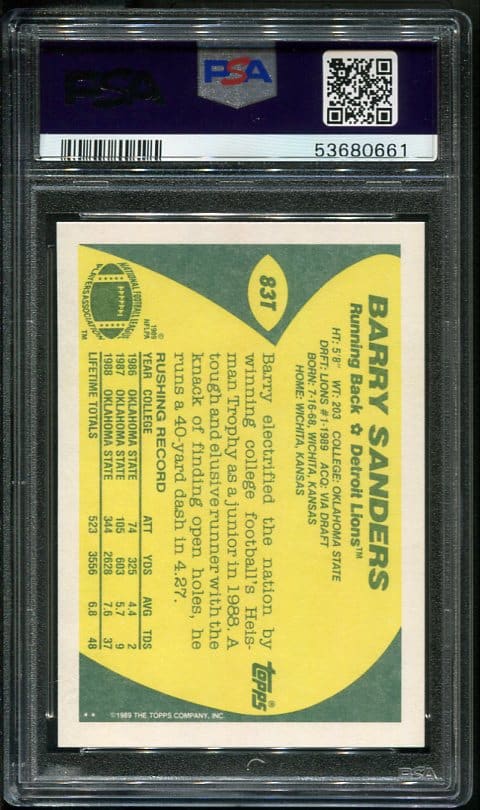 PSA
PSA
53680661
83T
BARRY SANDERS
Running Back ✩ Detroit Lions™
HT: 5'8" WT: 203 COLLEGE: OKLAHOMA STATE
DRFT: LIONS #1-1989 ACQ: VIA DRAFT
BORN: 7-16-68, WICHITA, KANSAS
HOME: WICHITA, KANSAS
Barry electrified the nation by
winning college football's Heis-
man Trophy as a junior in 1988. A
tough and elusive runner with the
knack of finding open holes, he
runs a 40-yard dash in 4.27.
topps®
RUSHING RECORD
YEAR COLLEGE ATT YDS AVG TDS
1986 OKLAHOMA STATE 74 325 4.4 2
1987 OKLAHOMA STATE 105 603 5.7 9
1988 OKLAHOMA STATE 344 2628 7.6 37
LIFETIME TOTALS 523 3556 6.8 48
NATIONAL FOOTBALL LEAGUE
PLAYERS ASSOCIATION
TM
©
1989
NFLPA
** ©1989 THE TOPPS COMPANY, INC.
PSA